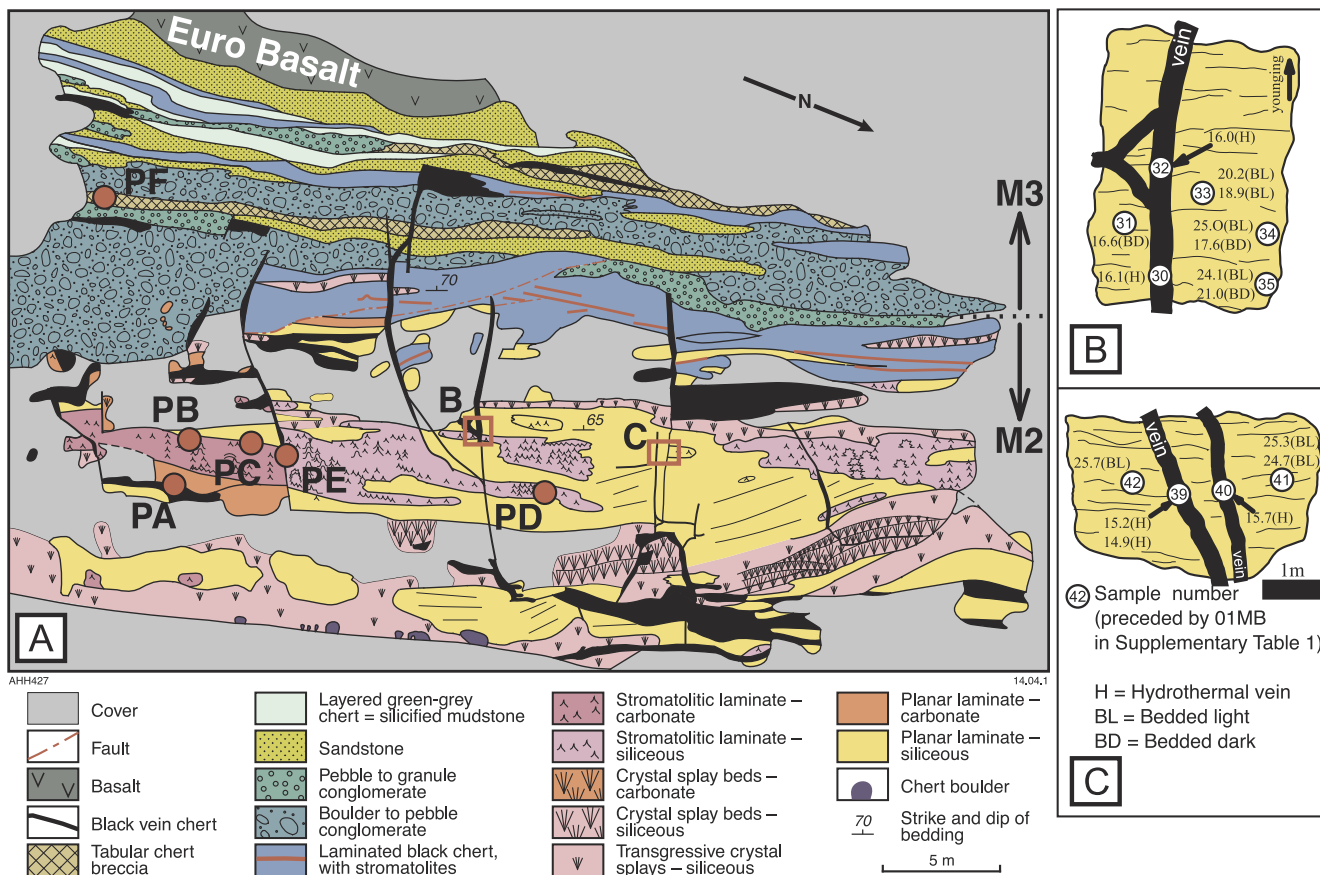 Euro Basalt
N
PF
M3
70
B
65
PB
C
M2
PC
PE
PA
PD
A
AHH427
14.04.1
Cover
Fault
Basalt
Black vein chert
Tabular chert
breccia
Layered green-grey
chert = silicified mudstone
Sandstone
Pebble to granule
conglomerate
Boulder to pebble
conglomerate
Laminated black chert,
with stromatolites
Stromatolitic laminate –
carbonate
Stromatolitic laminate –
siliceous
Crystal splay beds –
carbonate
Crystal splay beds –
siliceous
Transgressive crystal
splays – siliceous
Planar laminate –
carbonate
Planar laminate –
siliceous
Chert boulder
70
Strike and dip of
bedding
5 m
vein
younging
16.0(H)
32
20.2(BL)
33
18.9(BL)
31
16.6(BD)
25.O(BL)
34
17.6(BD)
16.1(H)
30
24.1(BL)
35
21.0(BD)
B
vein
25.3(BL)
25.7(BL)
24.7(BL)
42
39
40
41
15.2(H)
15.7(H)
14.9(H)
vein
1m
42 Sample number
(preceded by 01MB
in Supplementary Table 1)
H = Hydrothermal vein
BL = Bedded light
BD = Bedded dark
C